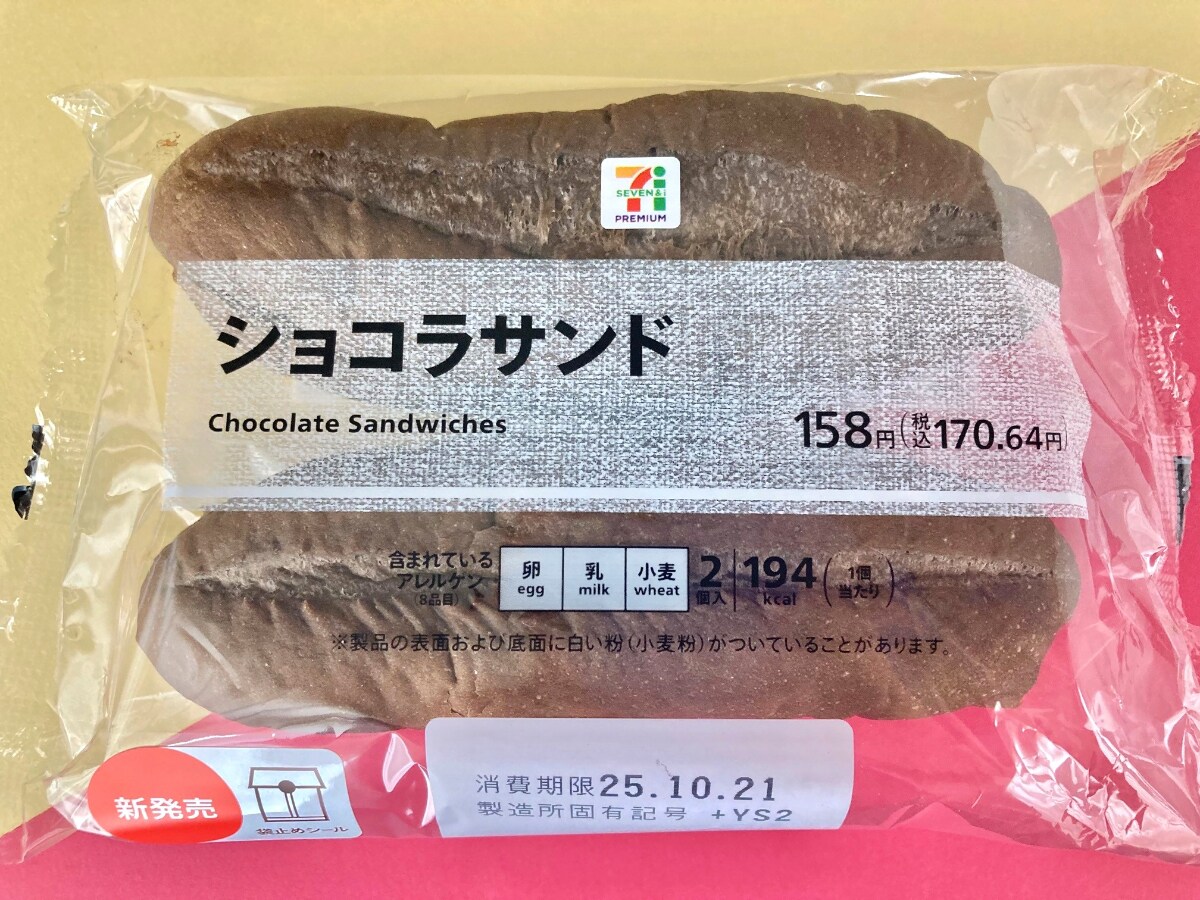 7i
SEVEN&i
PREMIUM
ショコラサンド
Chocolate Sandwiches
158円(税込170.64円)
含まれている
アレルゲン
(8品目)
卵 乳 小麦
egg milk wheat
2個入
194kcal
(1個当たり)
※製品の表面および底面に白い粉(小麦粉)がついていることがあります。
新発売
袋止めシール
消費期限25.10.21
製造所固有記号 +YS2